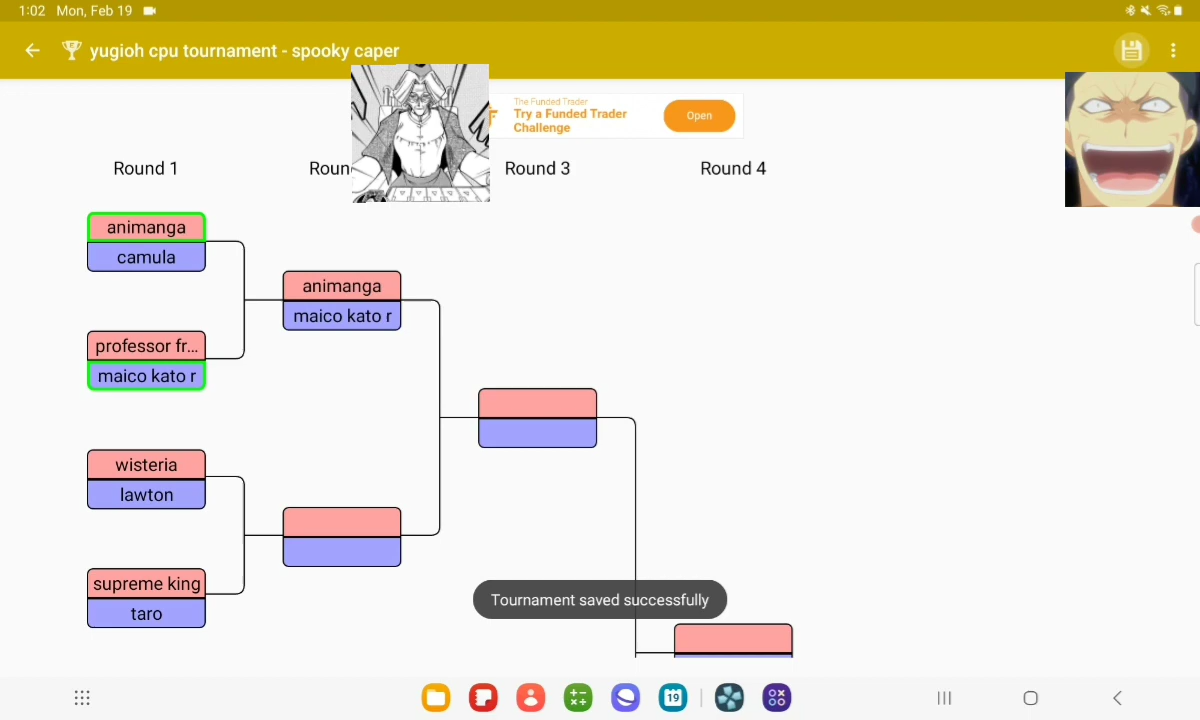 1:02 Mon, Feb 19
yugioh cpu tournament - spooky caper
The Funded Trader
Try a Funded Trader
Challenge
Open
Round 1
Roun
Round 3
Round 4
animanga
camula
animanga
maico kato r
professor fr...
maico kato r
wisteria
lawton
supreme king
taro
Tournament saved successfully
19